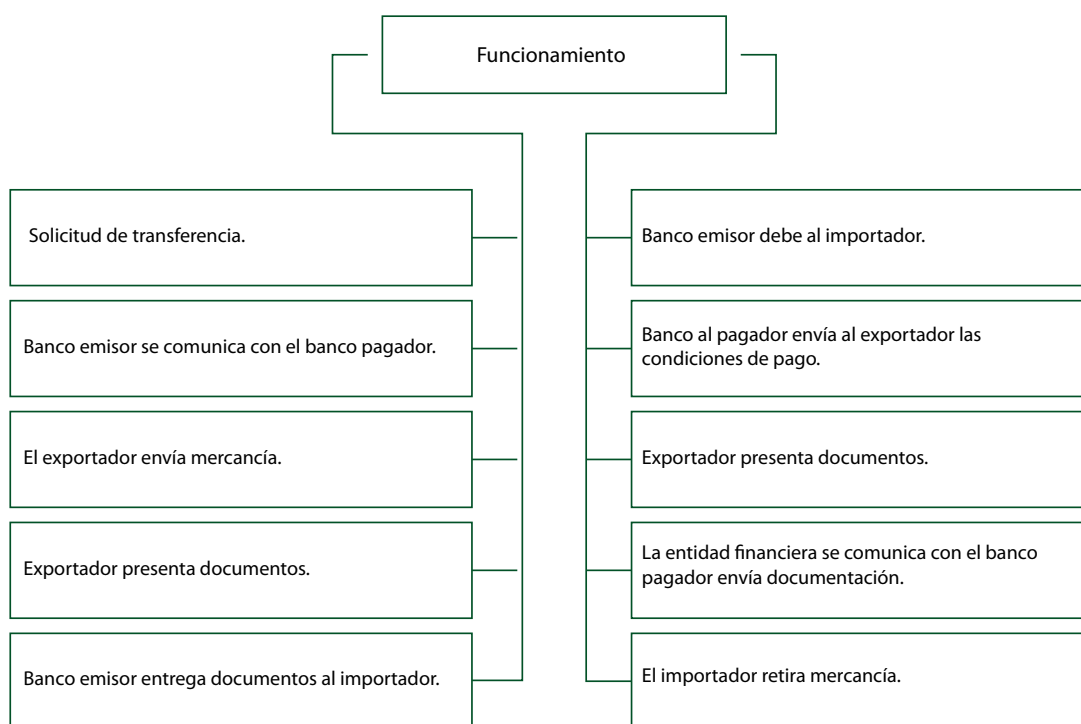 Funcionamiento
Solicitud de transferencia.
Banco emisor debe al importador.
Banco emisor se comunica con el banco pagador.
Banco al pagador envía al exportador las
condiciones de pago.
El exportador envía mercancía.
Exportador presenta documentos.
Exportador presenta documentos.
La entidad financiera se comunica con el banco
pagador envía documentación.
Banco emisor entrega documentos al importador.
El importador retira mercancía.